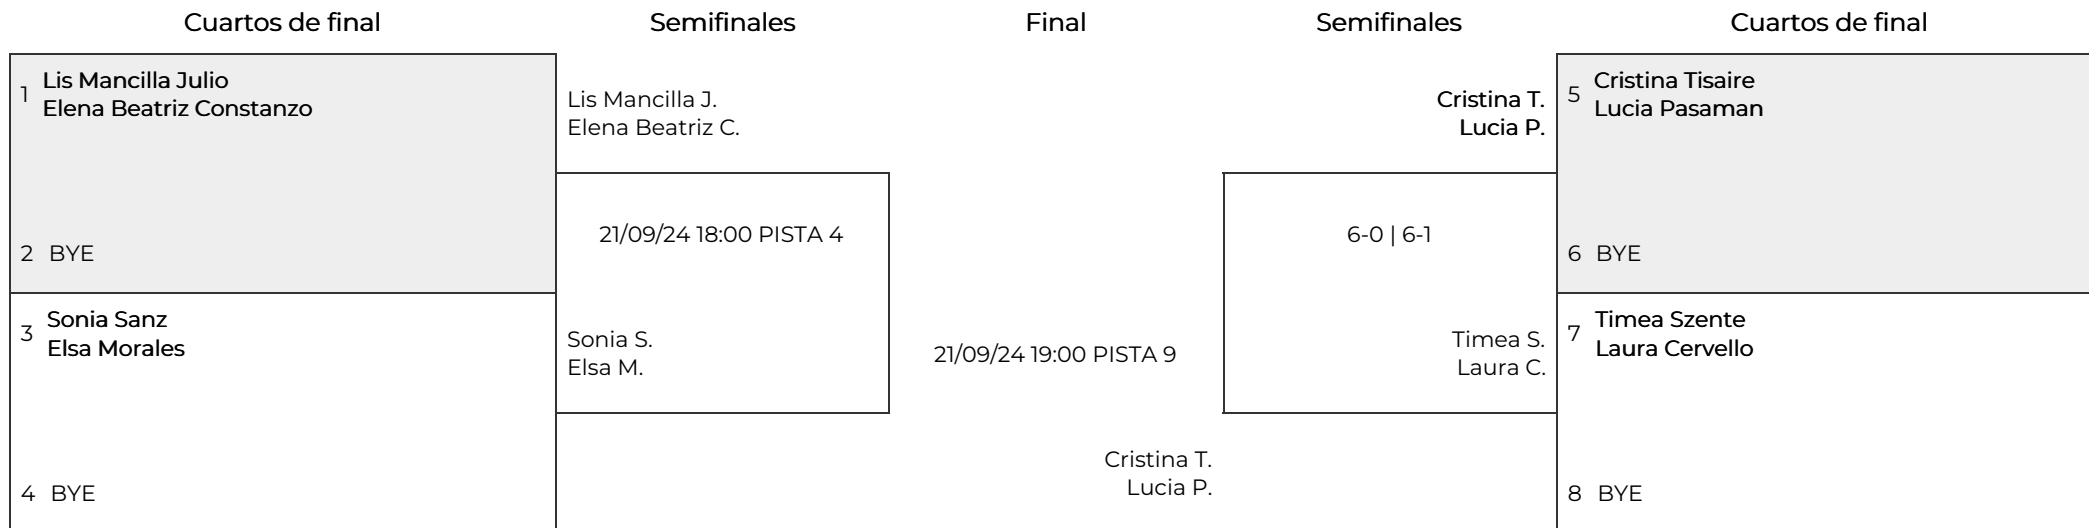 Cuartos de final
Semifinales
Final
Semifinales
Cuartos de final
1 Lis Mancilla Julio
Elena Beatriz Constanzo
2 BYE
3 Sonia Sanz
Elsa Morales
4 BYE
Lis Mancilla J.
Elena Beatriz C.
21/09/24 18:00 PISTA 4
Sonia S.
Elsa M.
21/09/24 19:00 PISTA 9
Cristina T.
Lucia P.
Cristina T.
Lucia P.
6-0 | 6-1
Timea S.
Laura C.
5 Cristina Tisaire
Lucia Pasaman
6 BYE
7 Timea Szente
Laura Cervello
8 BYE